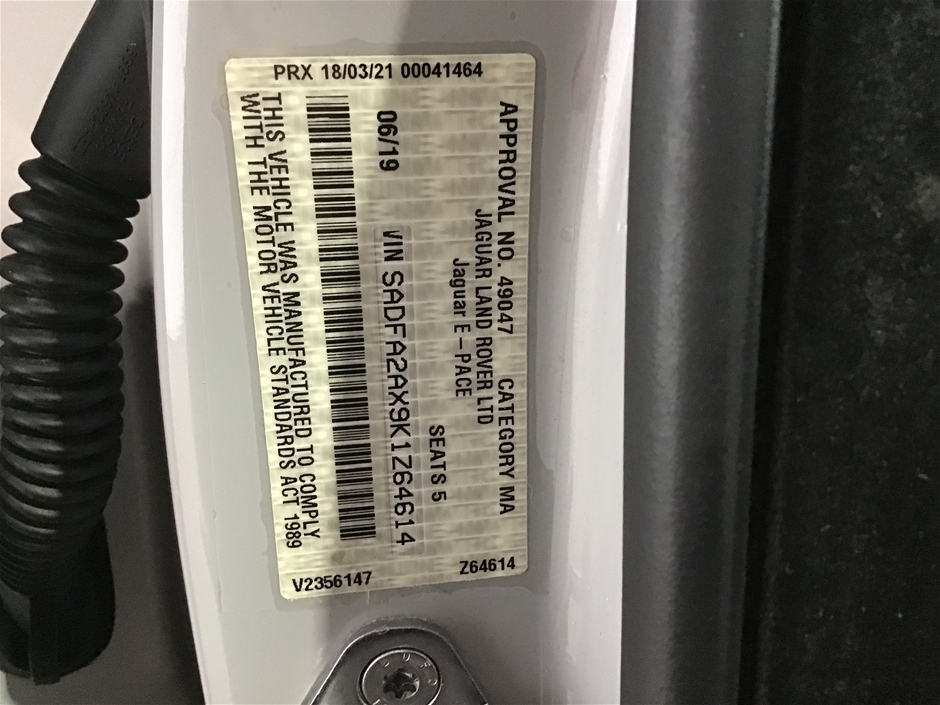 PRX 18/03/21 00041464
APPROVAL NO. 49047 CATEGORY MA
JAGUAR LAND ROVER LTD
Jaguar E-PACE
SEATS 5
06/19
VIN SADFA2AX9K1Z64614
THIS VEHICLE WAS MANUFACTURED TO COMPLY
WITH THE MOTOR VEHICLE STANDARDS ACT 1989
V2356147
Z64614